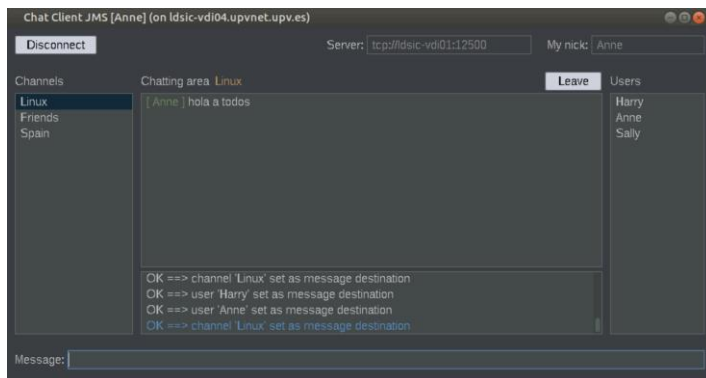 Chat Client JMS [Anne] (on ldsic-vdi04.upvnet.upv.es)
Disconnect Server: tcp://ldsic-vdi01:12500 My nick: Anne
Channels Chatting area Linux Leave Users
Linux
Friends
Spain
[ Anne ] hola a todos
OK ==> channel 'Linux' set as message destination
OK ==> user 'Harry' set as message destination
OK ==> user 'Anne' set as message destination
OK ==> channel 'Linux' set as message destination
Harry
Anne
Sally
Message: